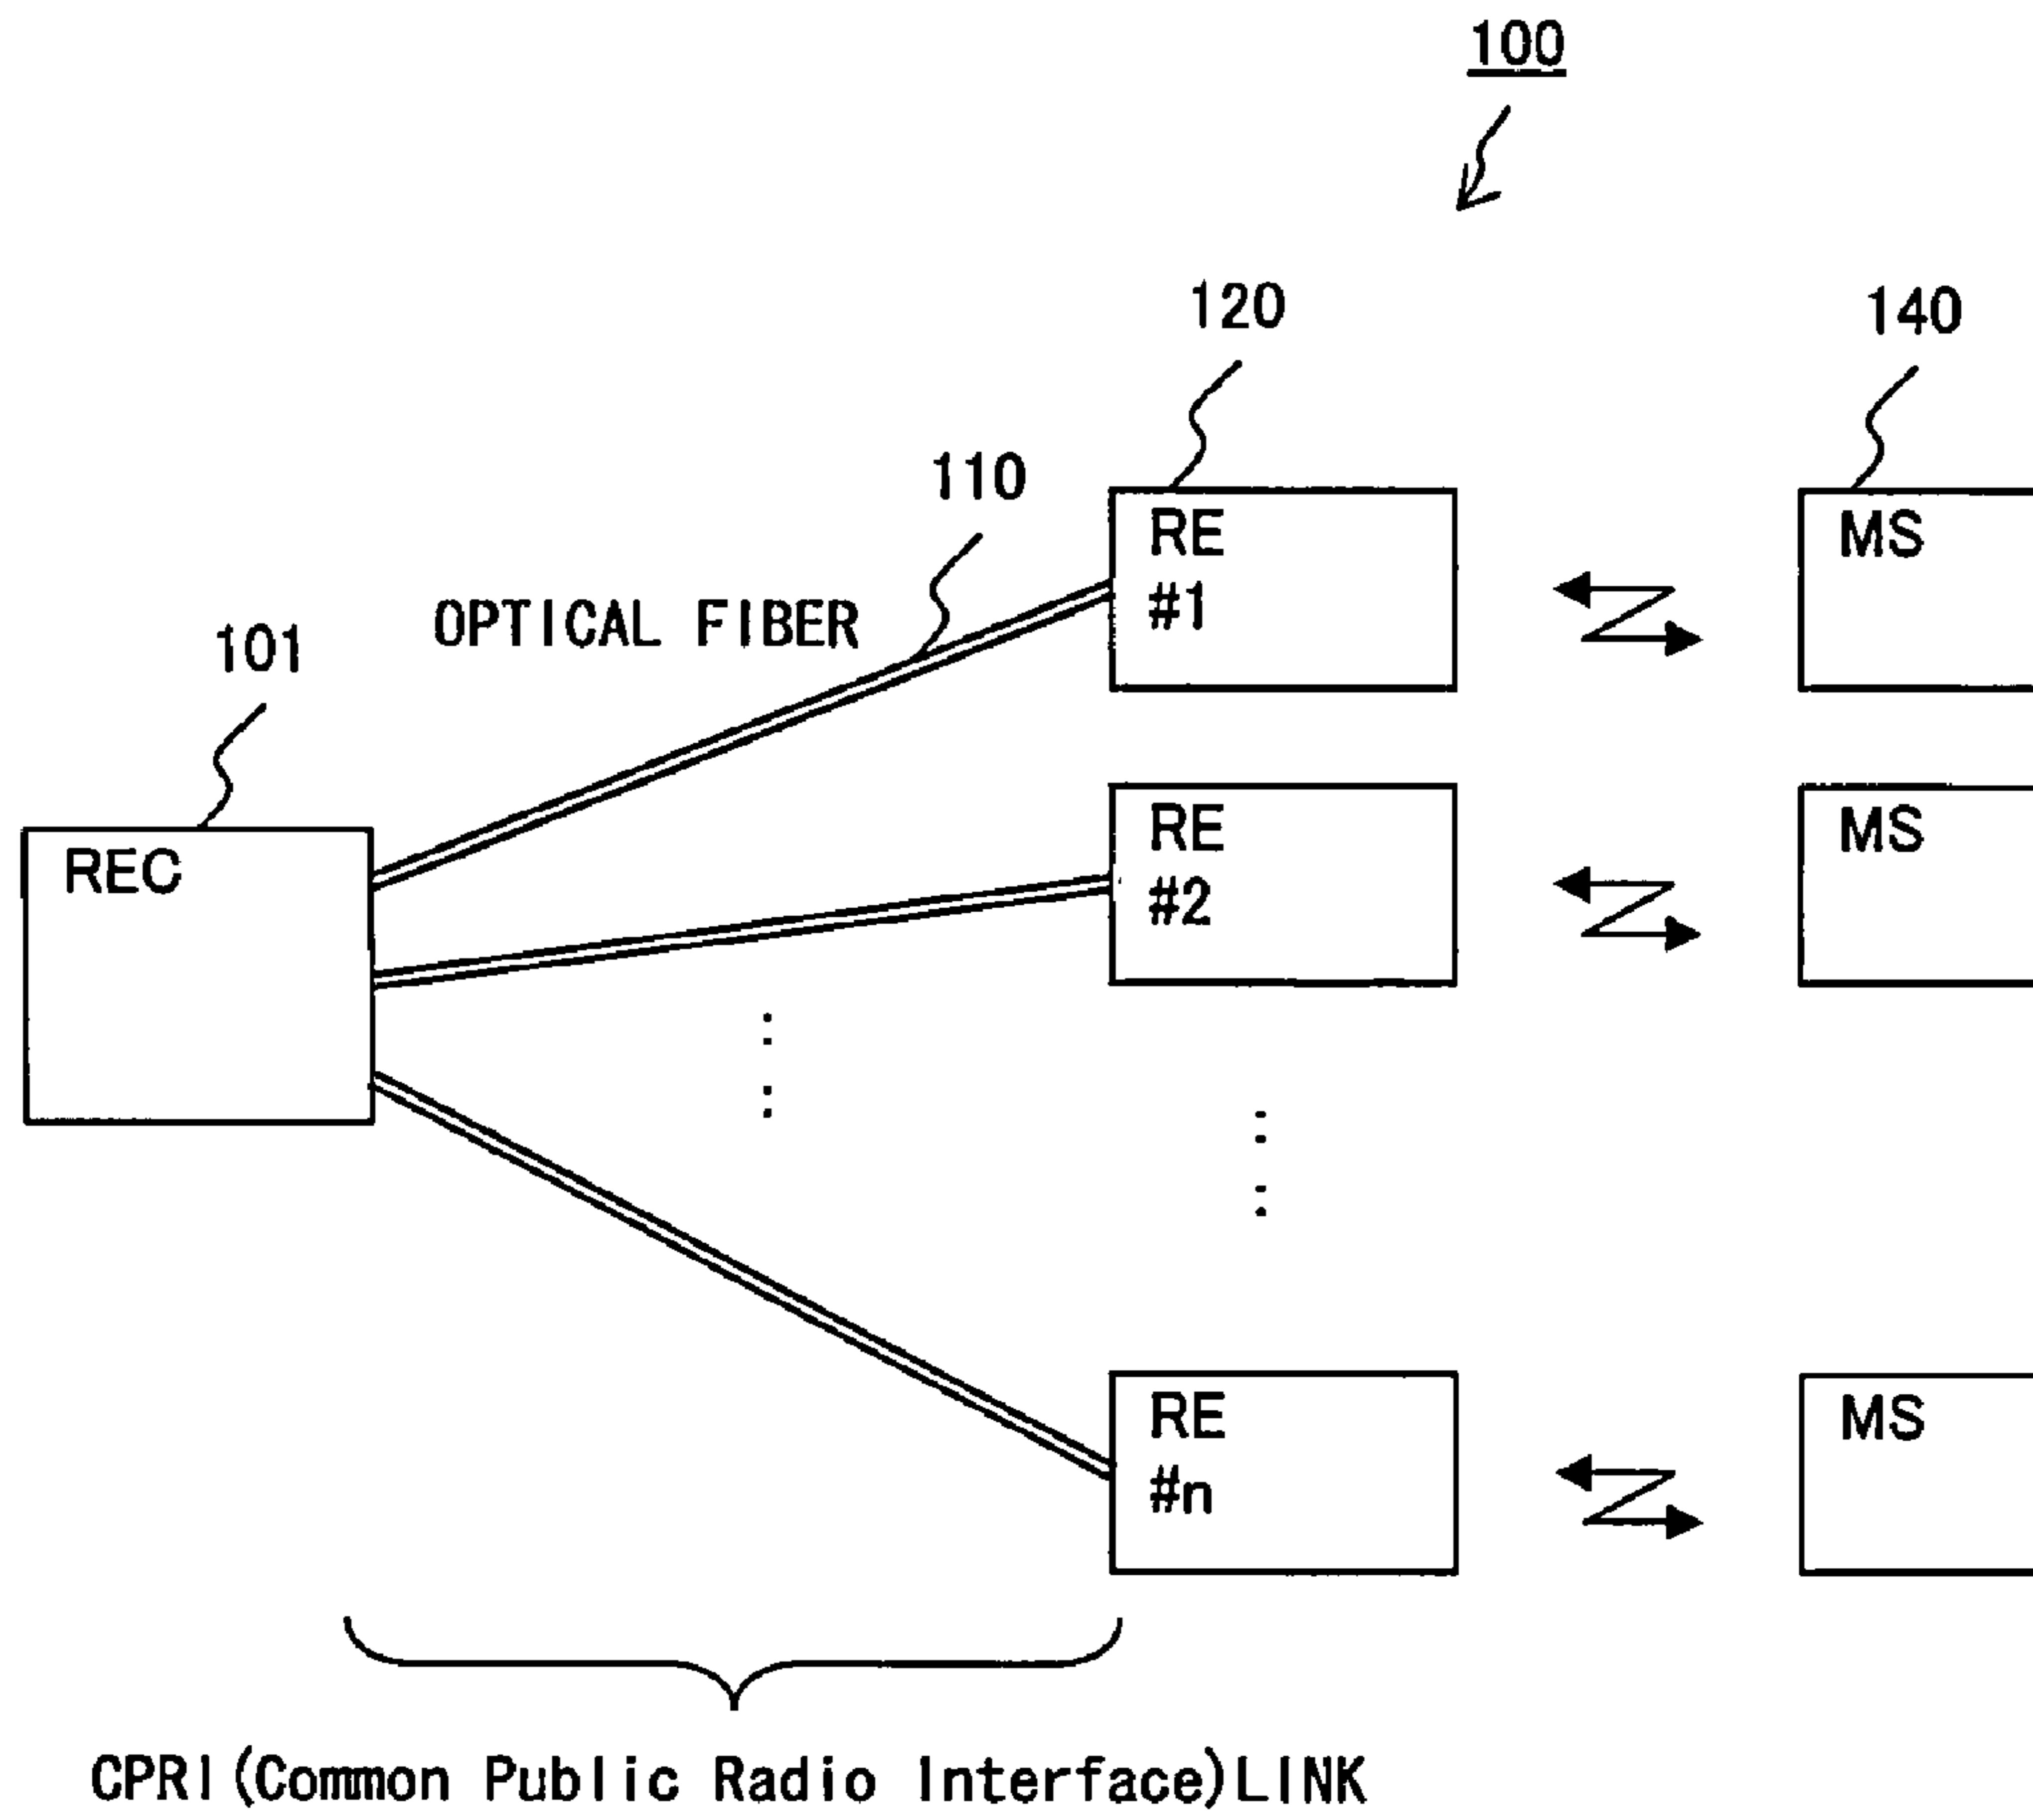 100
120
140
110
RE
#1
MS
OPTICAL FIBER
101
RE
#2
MS
REC
RE
#n
MS
CPRI(Common Public Radio Interface)LINK